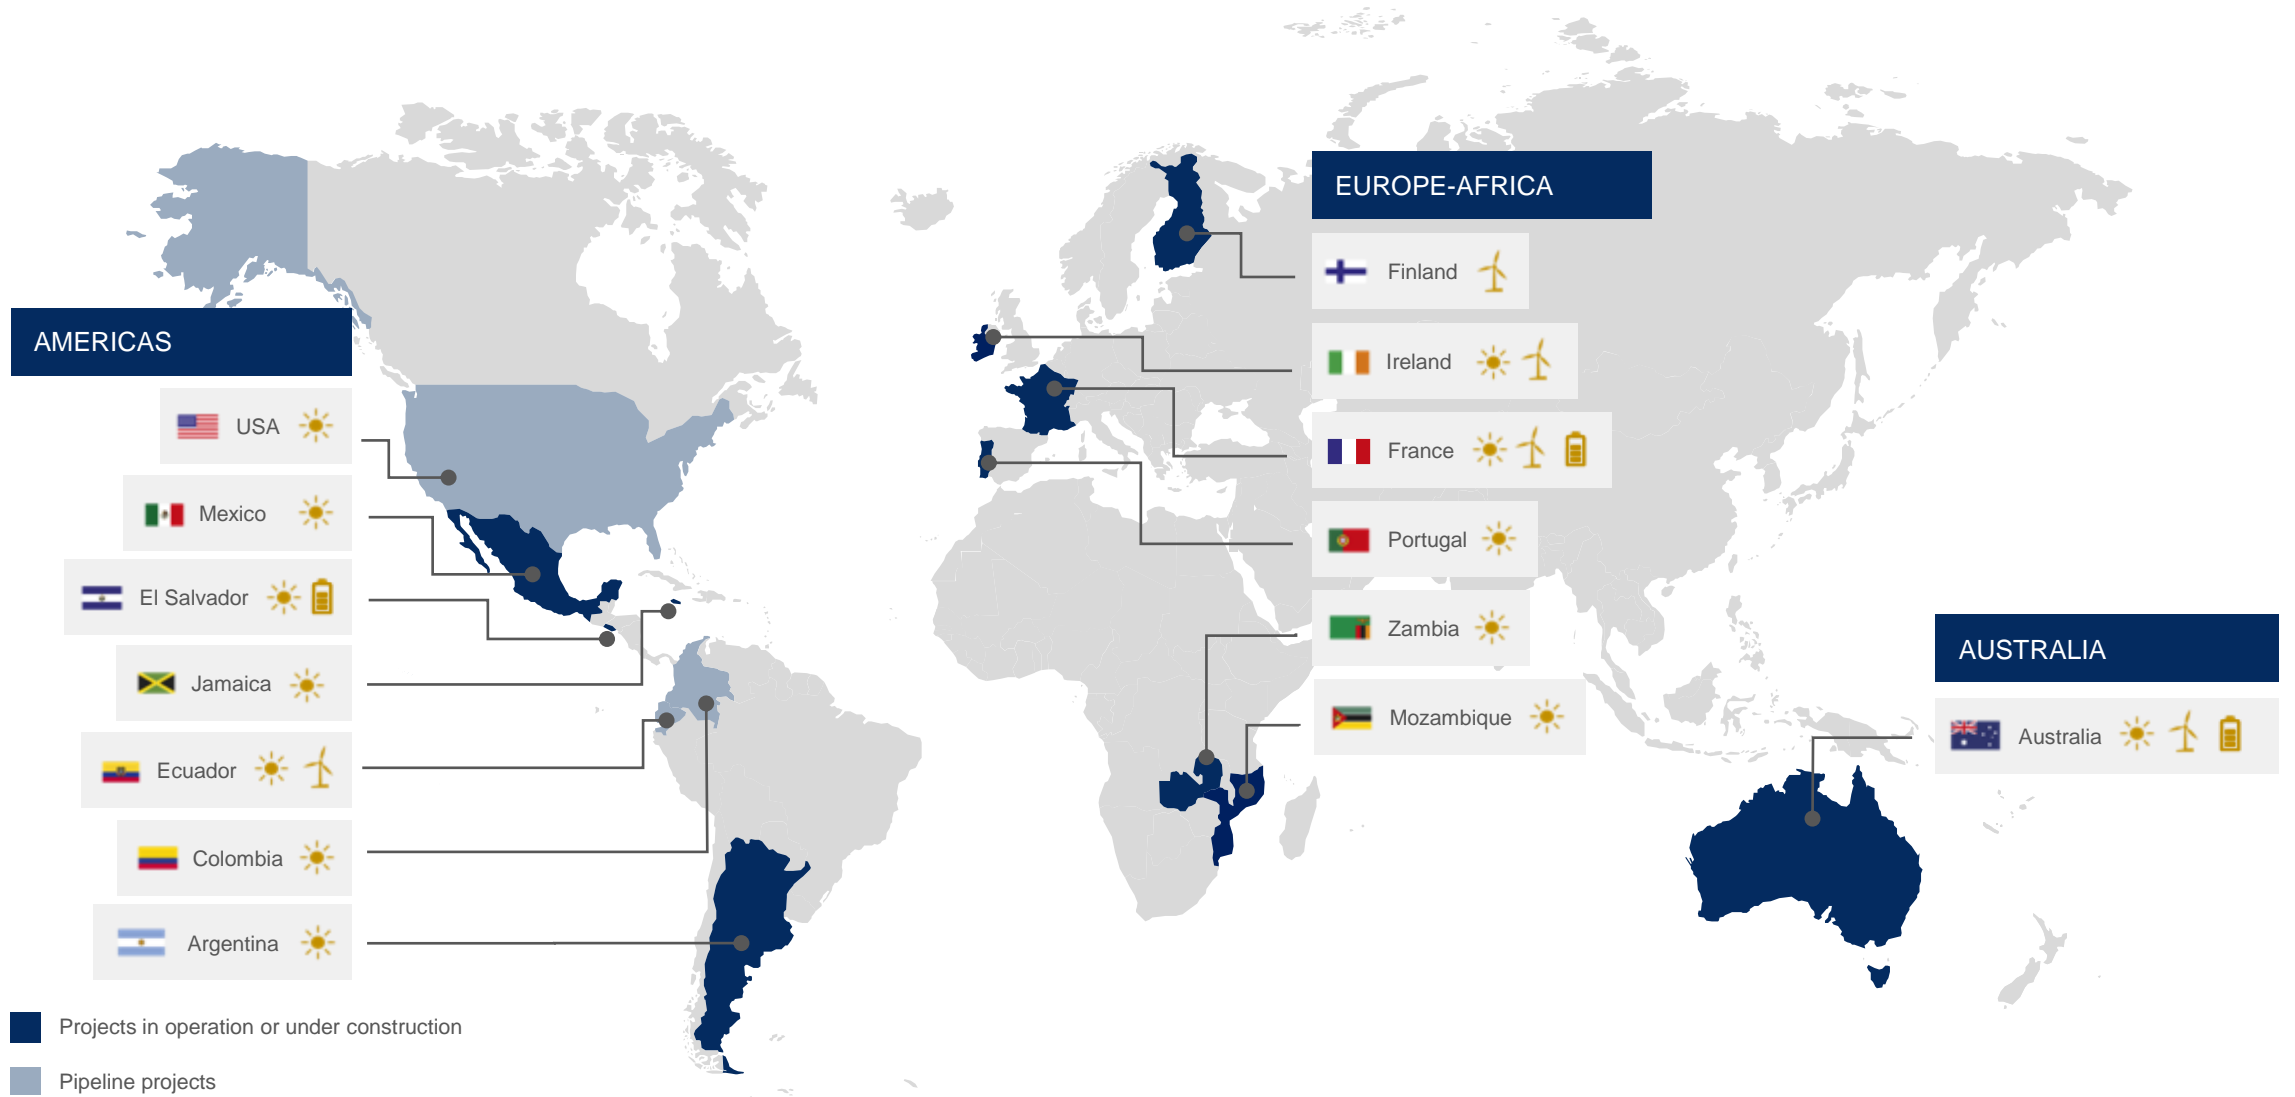 AMERICAS
USA
Mexico
El Salvador
Jamaica
Ecuador
Colombia
Argentina
Projects in operation or under construction
Pipeline projects
EUROPE-AFRICA
Finland
Ireland
France
Portugal
Zambia
Mozambique
AUSTRALIA
Australia